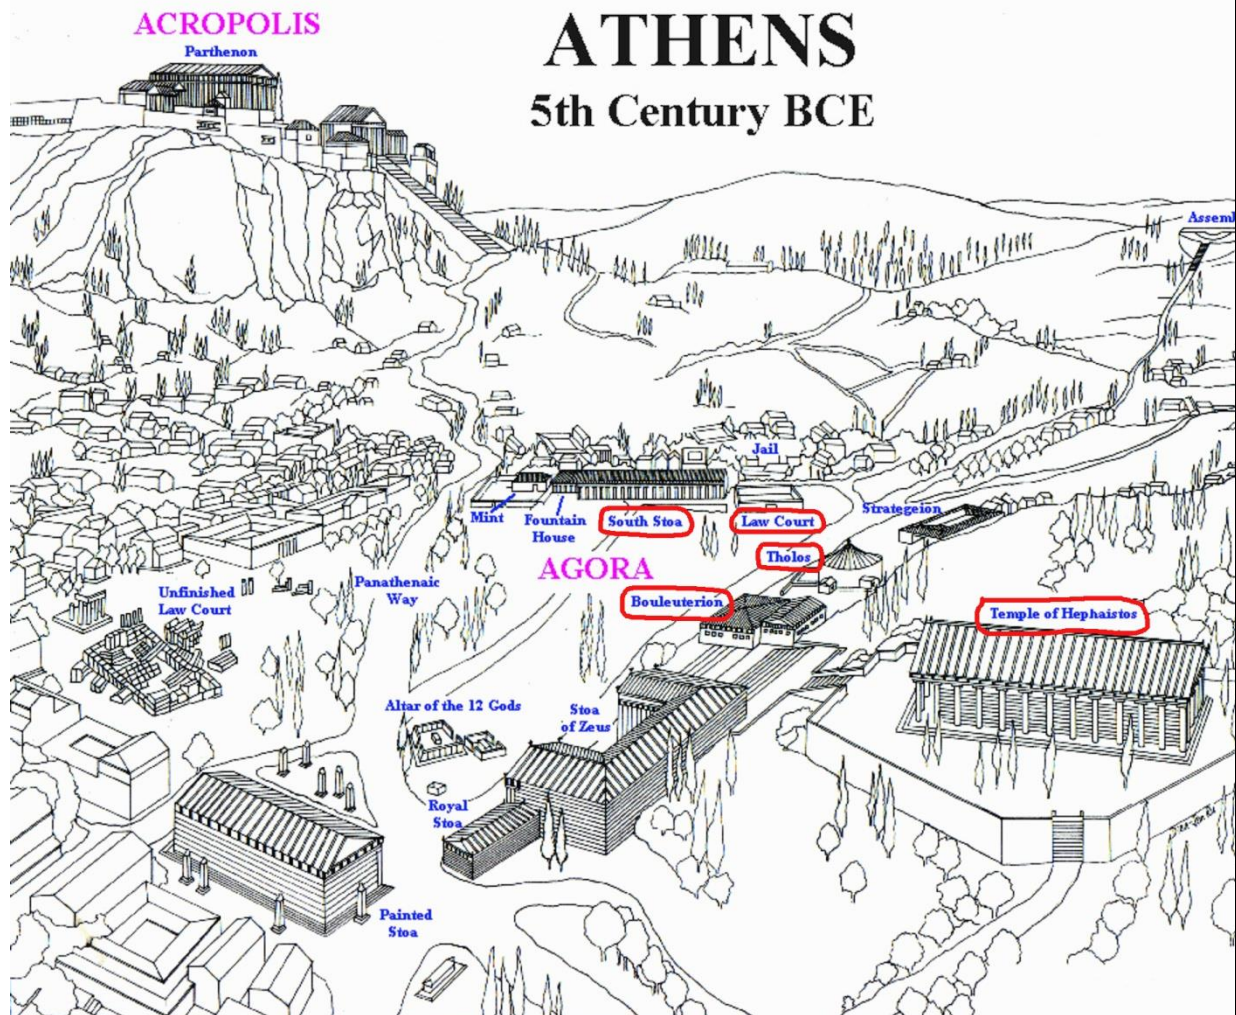 ACROPOLIS
Parthenon
ATHENS
5th Century BCE
Assembl
Jail
Mint
Fountain
House
South Stoa
Law Court
Strategeion
Tholos
AGORA
Unfinished
Law Court
Panathenaic
Way
Bouleuterion
Temple of Hephaistos
Altar of the 12 Gods
Stoa
of Zeus
Royal
Stoa
Painted
Stoa